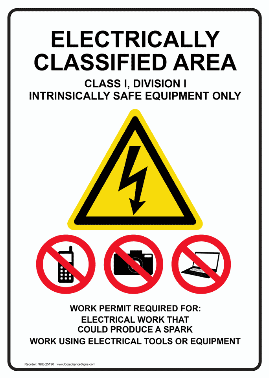 ELECTRICALLY
CLASSIFIED AREA
CLASS I, DIVISION I
INTRINSICALLY SAFE EQUIPMENT ONLY
WORK PERMIT REQUIRED FOR:
ELECTRICAL WORK THAT
COULD PRODUCE A SPARK
WORK USING ELECTRICAL TOOLS OR EQUIPMENT